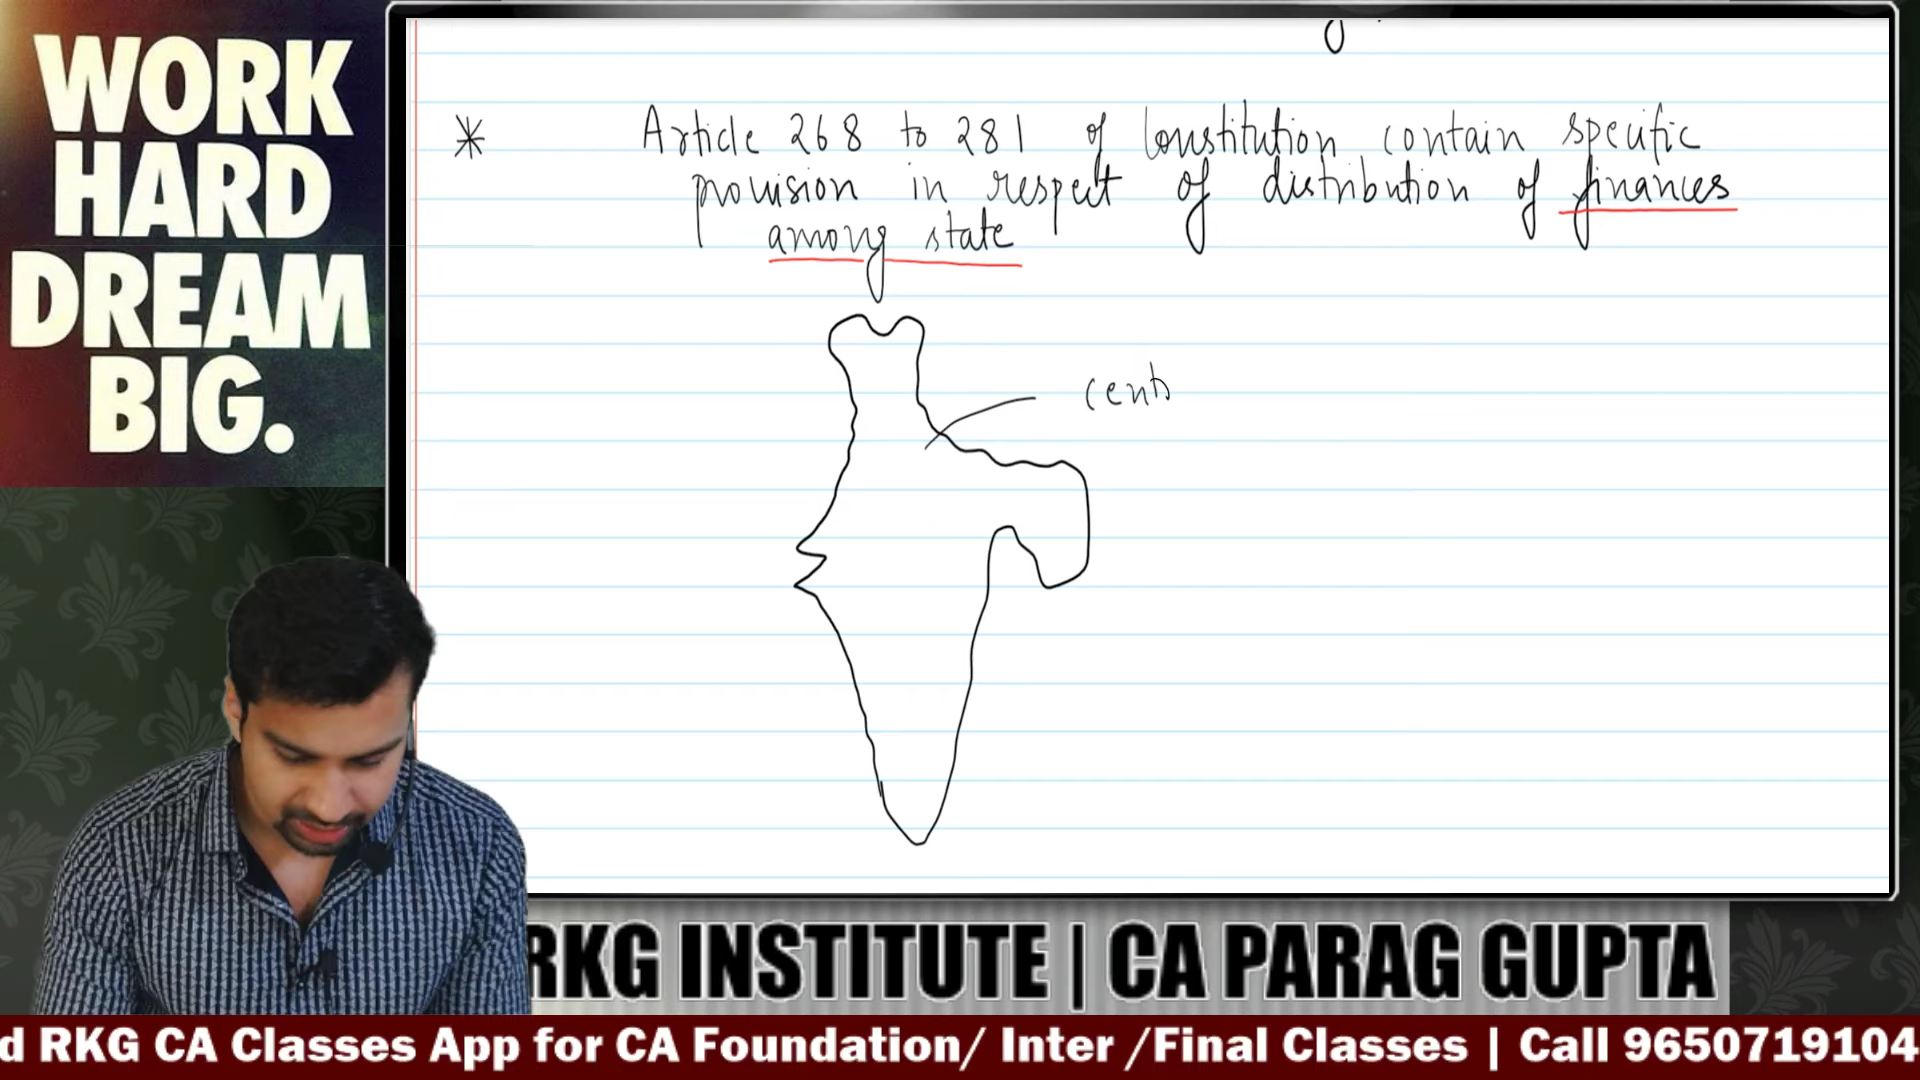 WORK
HARD
DREAM
BIG.
* Article 268 to 281 of Constitution contain specific
provision in respect of distribution of finances
among state
cents
RKG INSTITUTE | CA PARAG GUPTA
d RKG CA Classes App for CA Foundation/ Inter /Final Classes | Call 9650719104